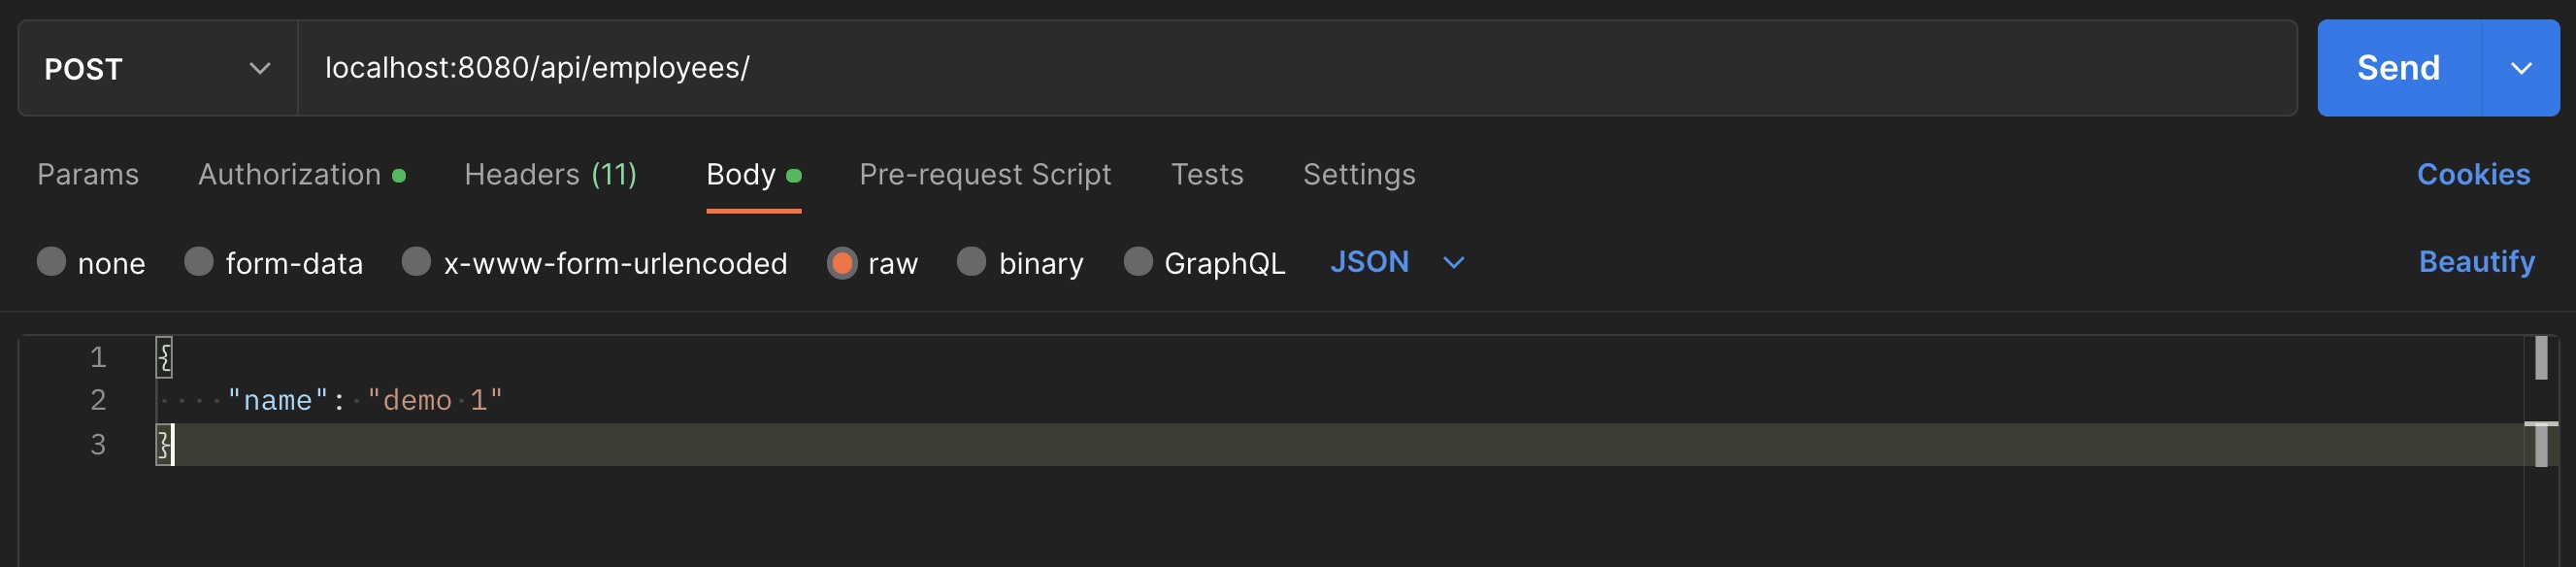 POST localhost:8080/api/employees/ Send
Params Authorization Headers (11) Body Pre-request Script Tests Settings Cookies
none form-data x-www-form-urlencoded raw binary GraphQL JSON Beautify
1 {
2 "name": "demo 1"
3 }